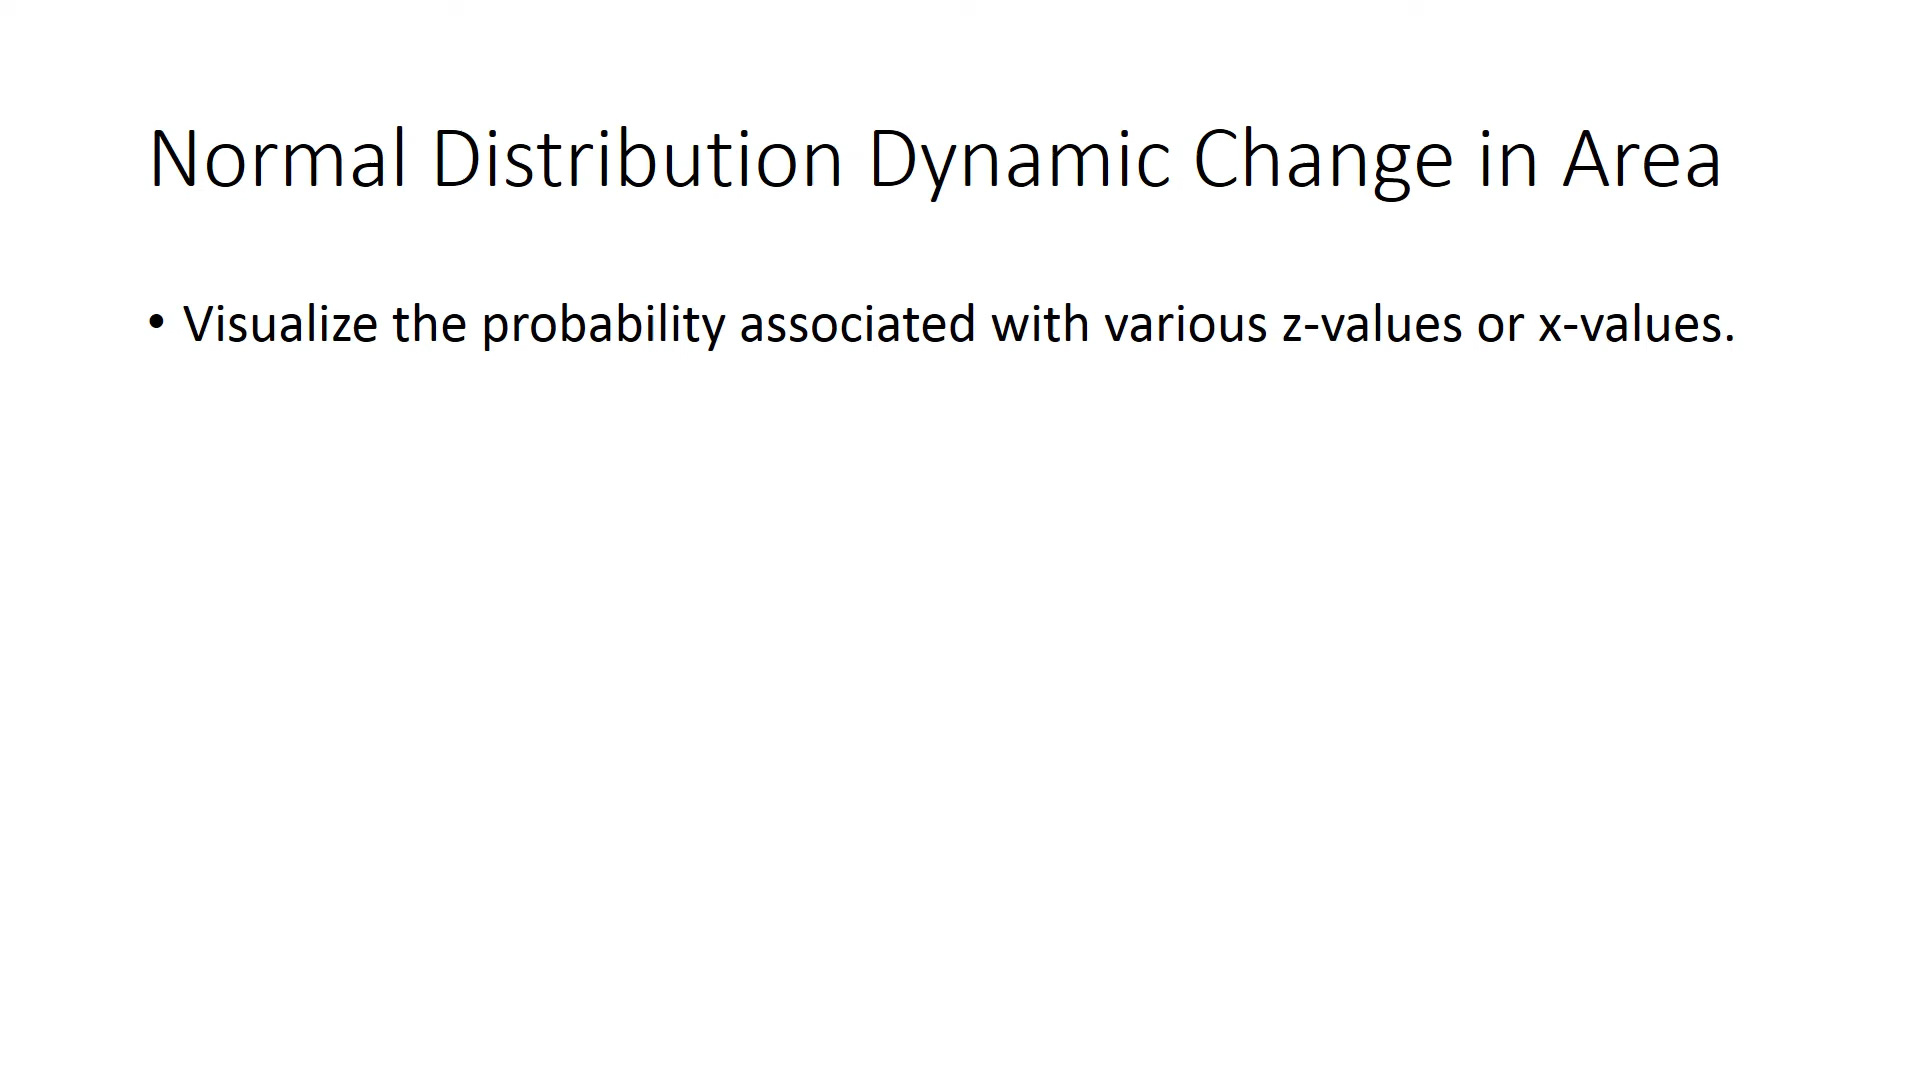 Normal Distribution Dynamic Change in Area
• Visualize the probability associated with various z-values or x-values.